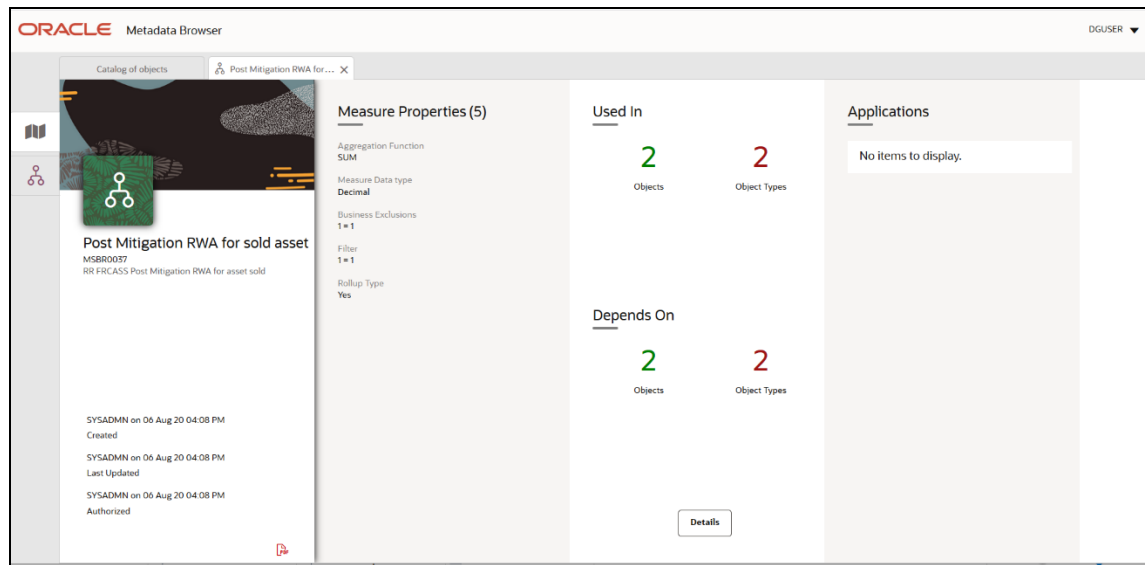 ORACLE Metadata Browser
DGUSER
Catalog of objects
Post Mitigation RWA for...
Post Mitigation RWA for sold asset
MSBR0037
RR FRCASS Post Mitigation RWA for asset sold
SYSADMN on 06 Aug 20 04:08 PM
Created
SYSADMN on 06 Aug 20 04:08 PM
Last Updated
SYSADMN on 06 Aug 20 04:08 PM
Authorized
PDF
Measure Properties (5)
Aggregation Function
SUM
Measure Data type
Decimal
Business Exclusions
1 = 1
Filter
1 = 1
Rollup Type
Yes
Used In
2 2
Objects Object Types
Depends On
2 2
Objects Object Types
Details
Applications
No items to display.